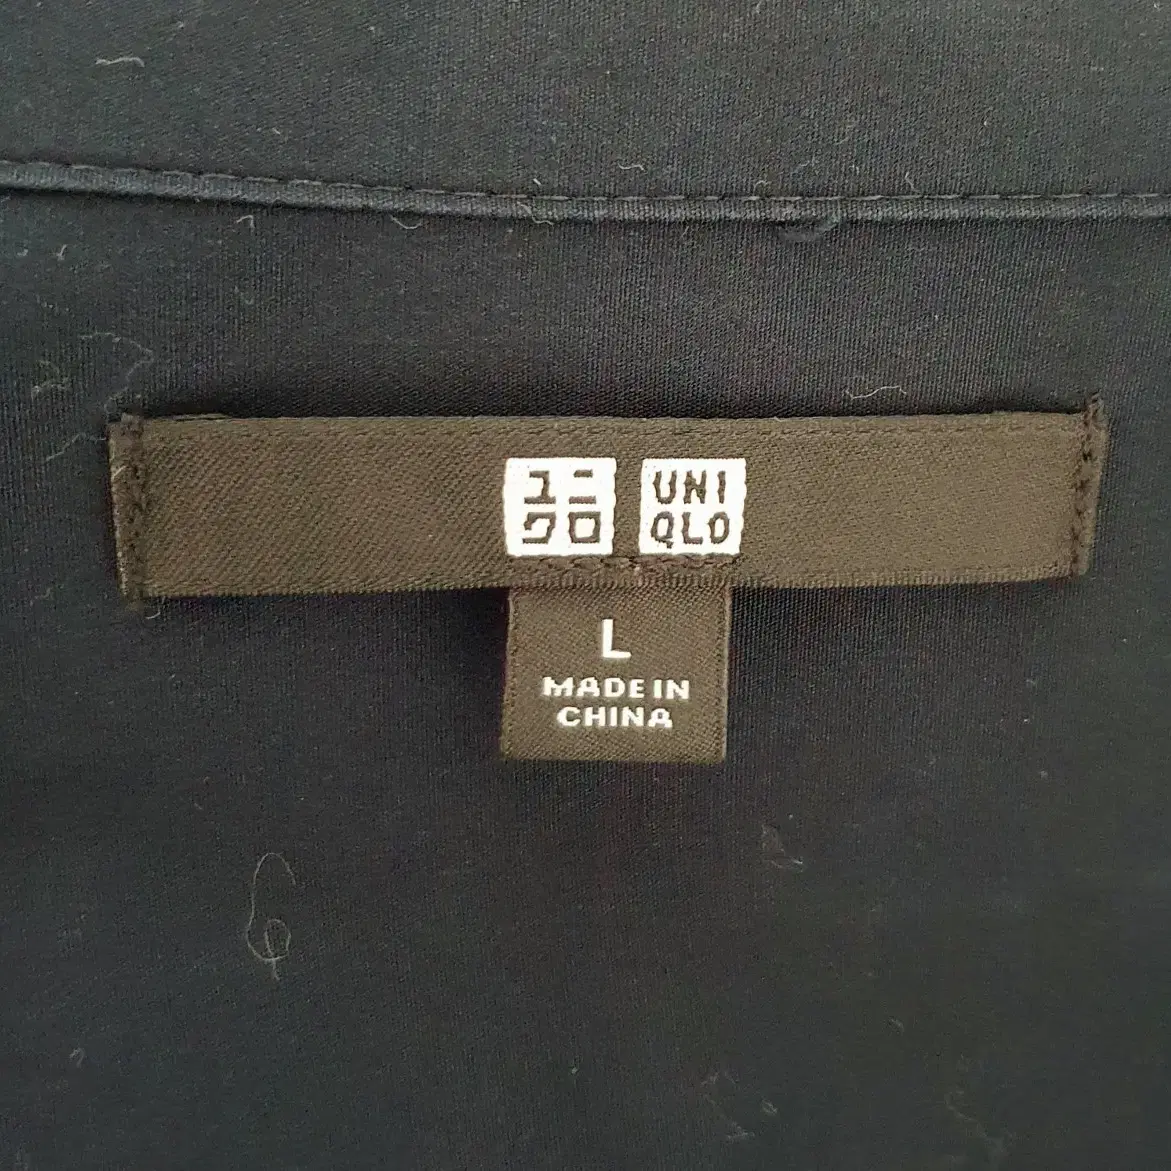 ユニ UNI
クロ QLO
L
MADE IN
CHINA